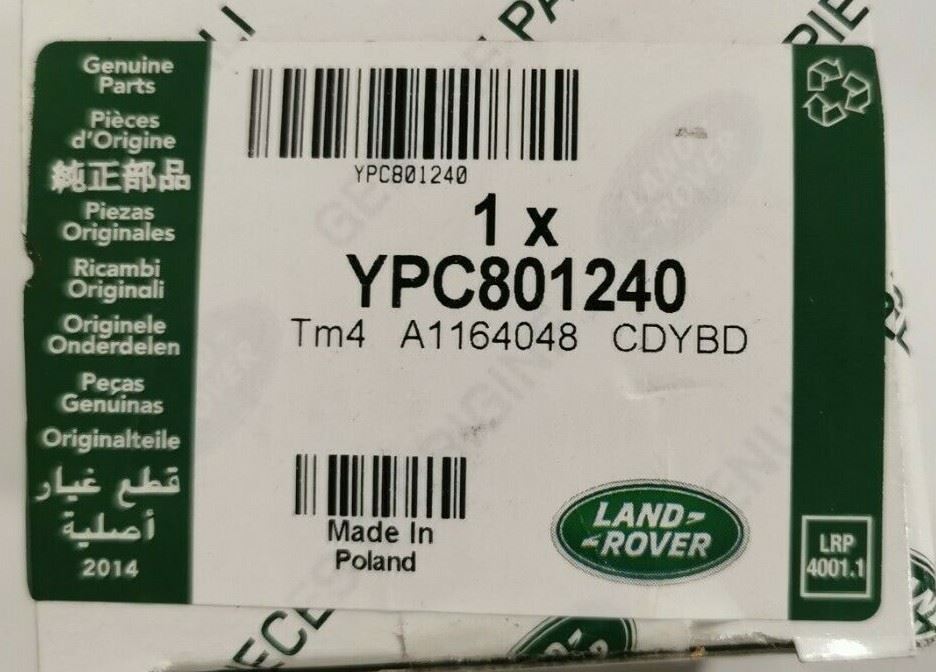 Genuine
Parts
Pièces
d'Origine
純正部品
Piezas
Originales
Ricambi
Originali
Originele
Onderdelen
Peças
Genuínas
Originalteile
قطع غيار
أصلية
2014
YPC801240
1 x
YPC801240
Tm4 A1164048 CDYBD
Made In
Poland
LAND
ROVER
LRP
4001.1